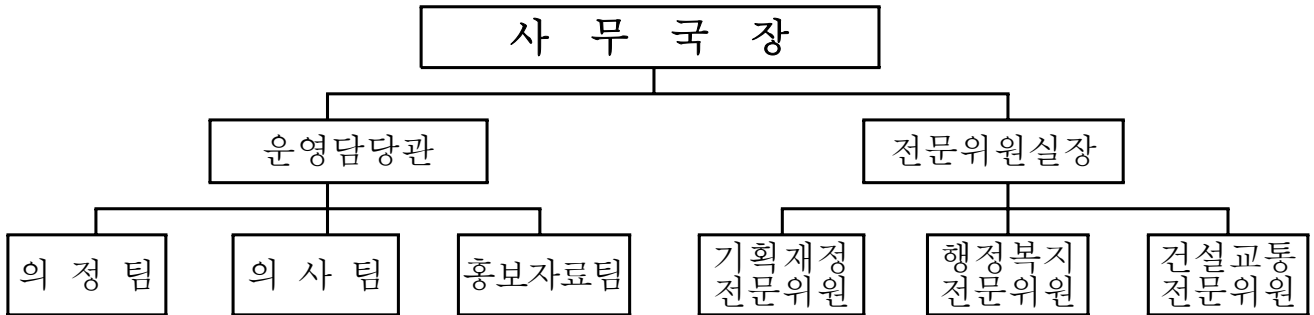 사 무 국 장
운영담당관
전문위원실장
의 정 팀
의 사 팀
홍보자료팀
기획재정
전문위원
행정복지
전문위원
건설교통
전문위원